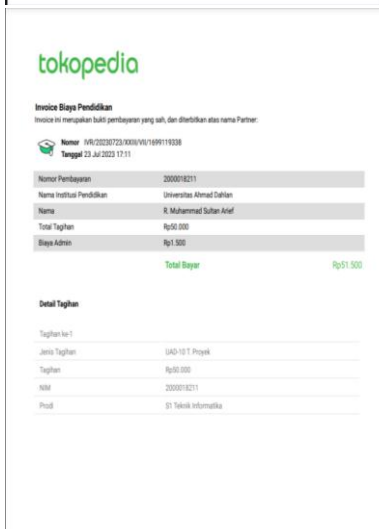 tokopedia
Invoice Biaya Pendidikan
Invoice ini merupakan bukti pembayaran yang sah, dan diterbitkan atas nama Partner:
Nomor IVR/20230723/XXIII/VII/1699119338
Tanggal 23 Jul 2023 17:11
Nomor Pembayaran 2000018211
Nama Institusi Pendidikan Universitas Ahmad Dahlan
Nama R. Muhammad Sultan Arief
Total Tagihan Rp50.000
Biaya Admin Rp1.500
Total Bayar Rp51.500
Detail Tagihan
Tagihan ke-1
Jenis Tagihan UAD-10 T. Proyek
Tagihan Rp50.000
NIM 2000018211
Prodi S1 Teknik Informatika